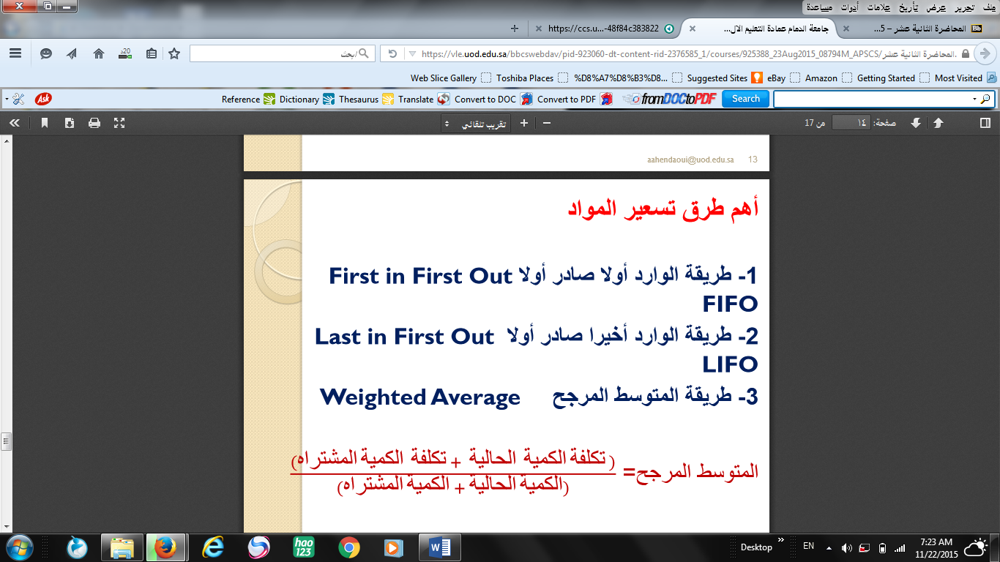 ملف تحرير عرض تأريخ علامات أدوات مساعدة
المحاضرة الثانية عشر – 5...
جامعة الدمام عمادة التعليم الال...
https://ccs.u...-48f84c383822
https://vle.uod.edu.sa/bbcswebdav/pid-923060-dt-content-rid-2376585_1/courses/925388_23Aug2015_08794M_APSCS/المحاضرة الثانية عشر.
بحث
20د
Most Visited
Getting Started
Amazon
eBay
Suggested Sites
%D8%A7%D8%B3%D8...
Toshiba Places
Web Slice Gallery
Ask
Reference
Dictionary
Thesaurus
Translate
Convert to DOC
Convert to PDF
fromDOCtoPDF
Search
صفحة: ١٤ من 17
تقريب تلقائي
aahendaoui@uod.edu.sa 13
أهم طرق تسعير المواد
1- طريقة الوارد أولا صادر أولا First in First Out
FIFO
2- طريقة الوارد أخيرا صادر أولا Last in First Out
LIFO
3- طريقة المتوسط المرجح Weighted Average
المتوسط المرجح=
(تكلفة الكمية الحالية + تكلفة الكمية المشتراه)
(الكمية الحالية + الكمية المشتراه)
hao
123
Desktop
EN
7:23 AM
11/22/2015